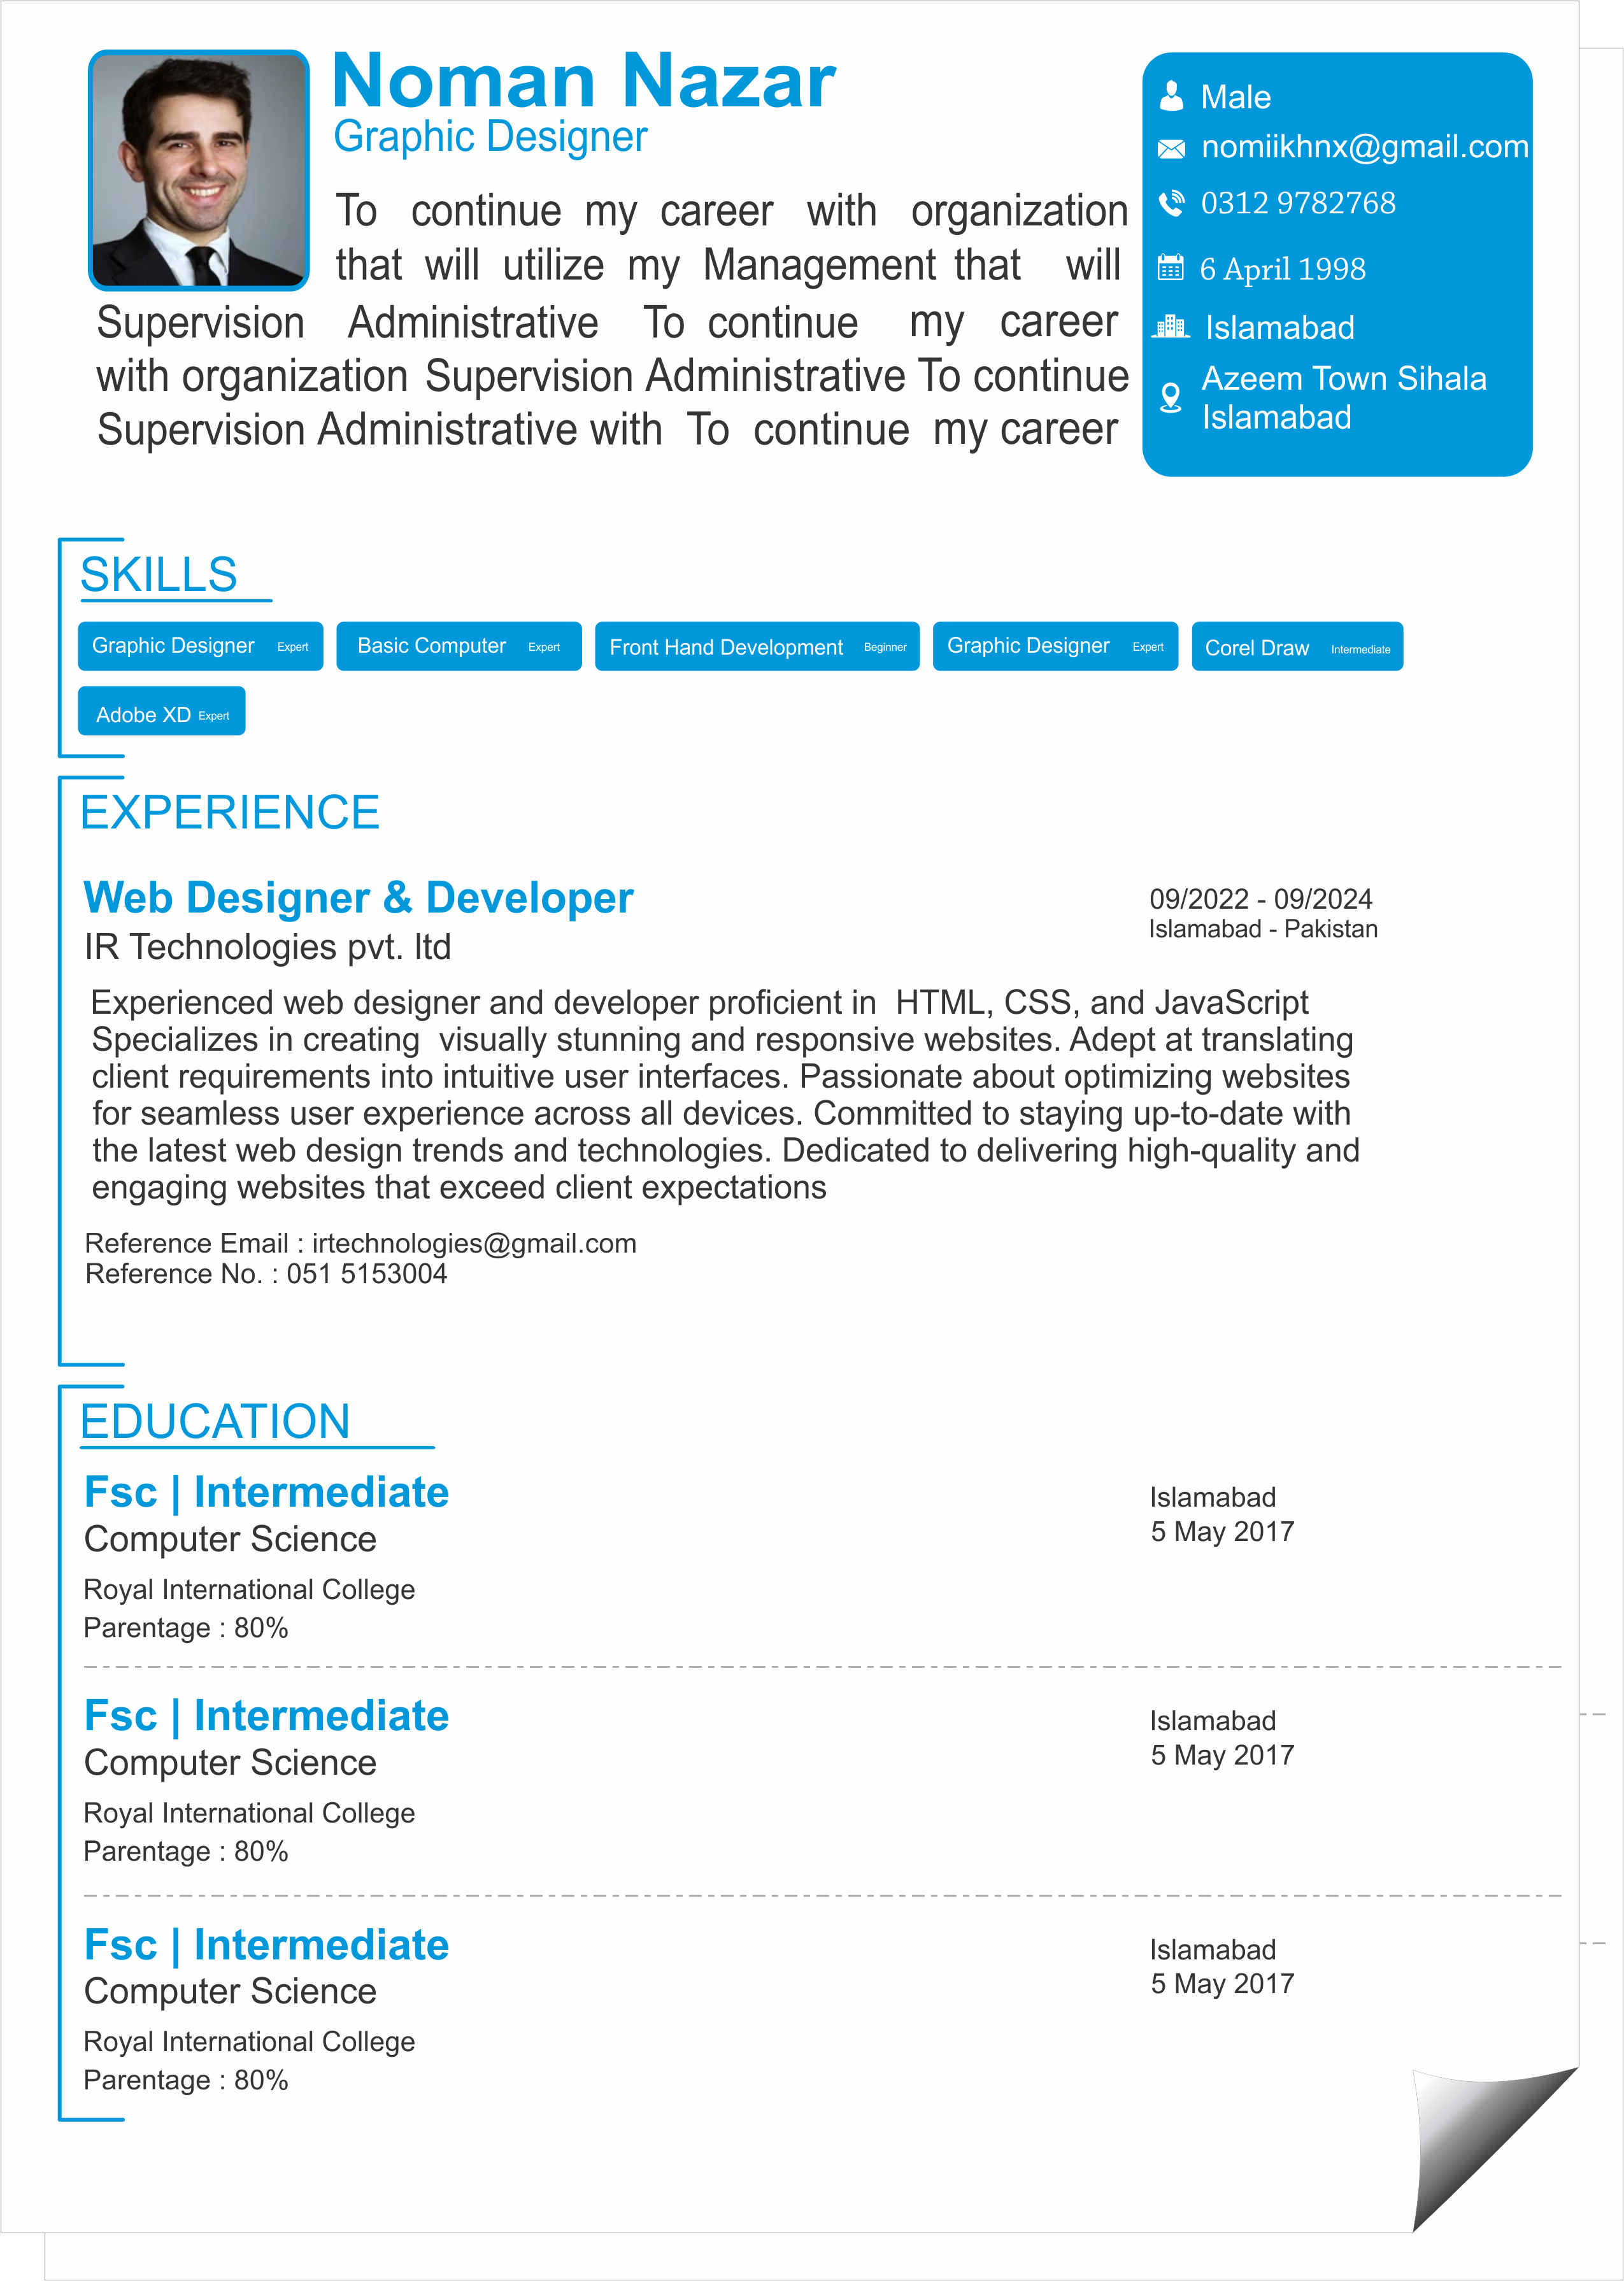 Noman Nazar
Graphic Designer
To continue my career with organization
that will utilize my Management that will
Supervision Administrative To continue my career
with organization Supervision Administrative To continue
Supervision Administrative with To continue my career
Male
nomiikhnx@gmail.com
0312 9782768
6 April 1998
Islamabad
Azeem Town Sihala
Islamabad
SKILLS
Graphic Designer Expert
Basic Computer Expert
Front Hand Development Beginner
Graphic Designer Expert
Corel Draw Intermediate
Adobe XD Expert
EXPERIENCE
Web Designer & Developer
09/2022 - 09/2024
IR Technologies pvt. ltd
Islamabad - Pakistan
Experienced web designer and developer proficient in HTML, CSS, and JavaScript
Specializes in creating visually stunning and responsive websites. Adept at translating
client requirements into intuitive user interfaces. Passionate about optimizing websites
for seamless user experience across all devices. Committed to staying up-to-date with
the latest web design trends and technologies. Dedicated to delivering high-quality and
engaging websites that exceed client expectations
Reference Email : irtechnologies@gmail.com
Reference No. : 051 5153004
EDUCATION
Fsc | Intermediate
Islamabad
Computer Science
5 May 2017
Royal International College
Parentage : 80%
Fsc | Intermediate
Islamabad
Computer Science
5 May 2017
Royal International College
Parentage : 80%
Fsc | Intermediate
Islamabad
Computer Science
5 May 2017
Royal International College
Parentage : 80%